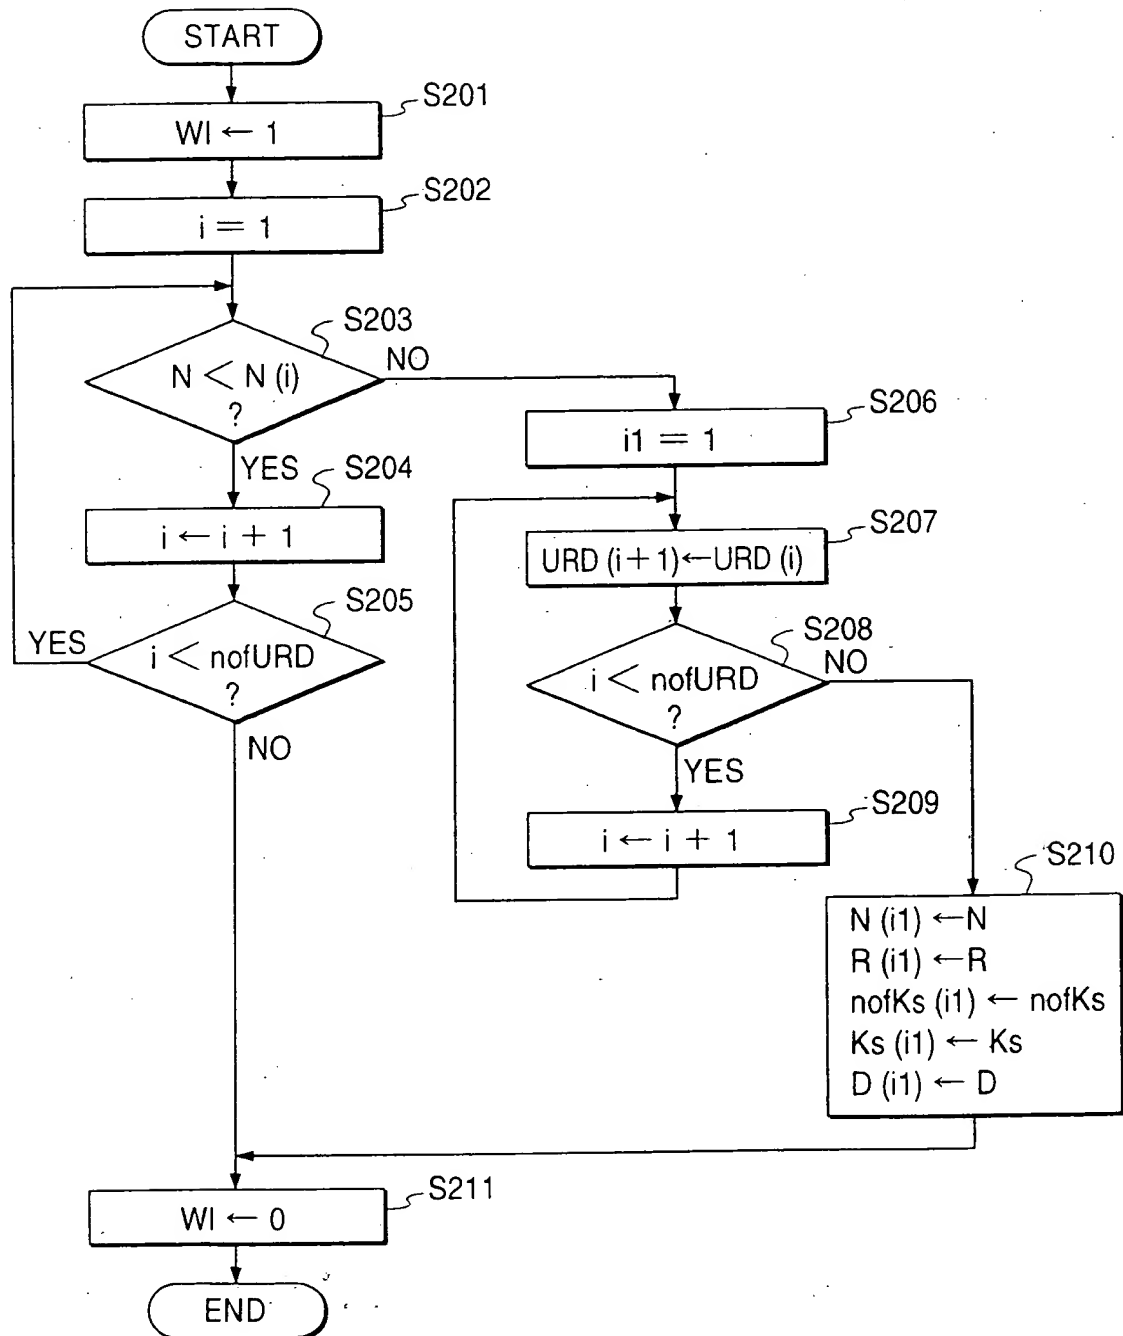 START
S201
WI ← 1
S202
i = 1
S203
N < N (i)
?
NO
YES
S204
i ← i + 1
S205
i < nofURD
?
YES
NO
S206
i1 = 1
S207
URD (i + 1) ← URD (i)
S208
i < nofURD
?
NO
YES
S209
i ← i + 1
S210
N (i1) ← N
R (i1) ← R
nofKs (i1) ← nofKs
Ks (i1) ← Ks
D (i1) ← D
S211
WI ← 0
END